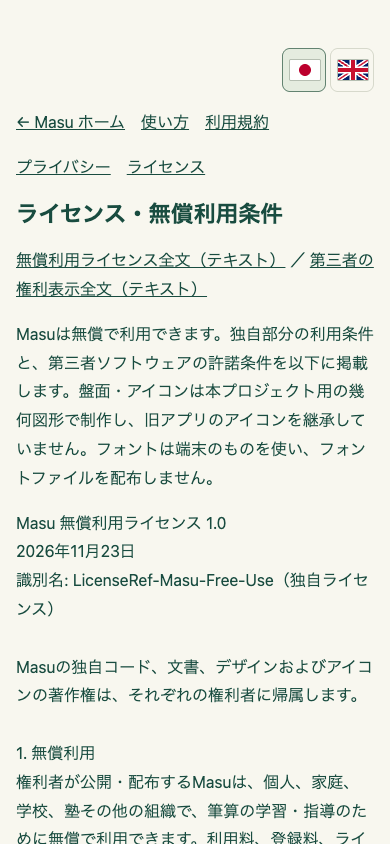 ← Masu ホーム 使い方 利用規約
プライバシー ライセンス
ライセンス・無償利用条件
無償利用ライセンス全文（テキスト） ／ 第三者の
権利表示全文（テキスト）
Masuは無償で利用できます。独自部分の利用条件
と、第三者ソフトウェアの許諾条件を以下に掲載
します。盤面・アイコンは本プロジェクト用の幾
何図形で制作し、旧アプリのアイコンを継承して
いません。フォントは端末のものを使い、フォン
トファイルを配布しません。
Masu 無償利用ライセンス 1.0
2026年11月23日
識別名: LicenseRef-Masu-Free-Use（独自ライセ
ンス）
Masuの独自コード、文書、デザインおよびアイコ
ンの著作権は、それぞれの権利者に帰属します。
1. 無償利用
権利者が公開・配布するMasuは、個人、家庭、
学校、塾その他の組織で、筆算の学習・指導のた
めに無償で利用できます。利用料、登録料、ライ